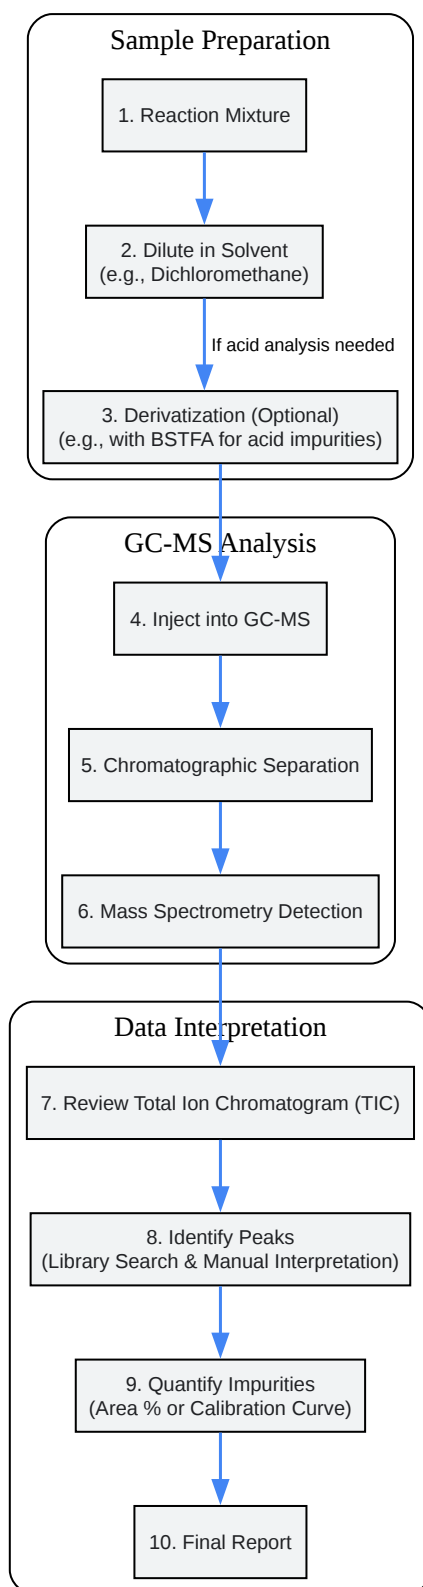 Sample Preparation
1. Reaction Mixture
2. Dilute in Solvent
(e.g., Dichloromethane)
If acid analysis needed
3. Derivatization (Optional)
(e.g., with BSTFA for acid impurities)
GC-MS Analysis
4. Inject into GC-MS
5. Chromatographic Separation
6. Mass Spectrometry Detection
Data Interpretation
7. Review Total Ion Chromatogram (TIC)
8. Identify Peaks
(Library Search & Manual Interpretation)
9. Quantify Impurities
(Area % or Calibration Curve)
10. Final Report